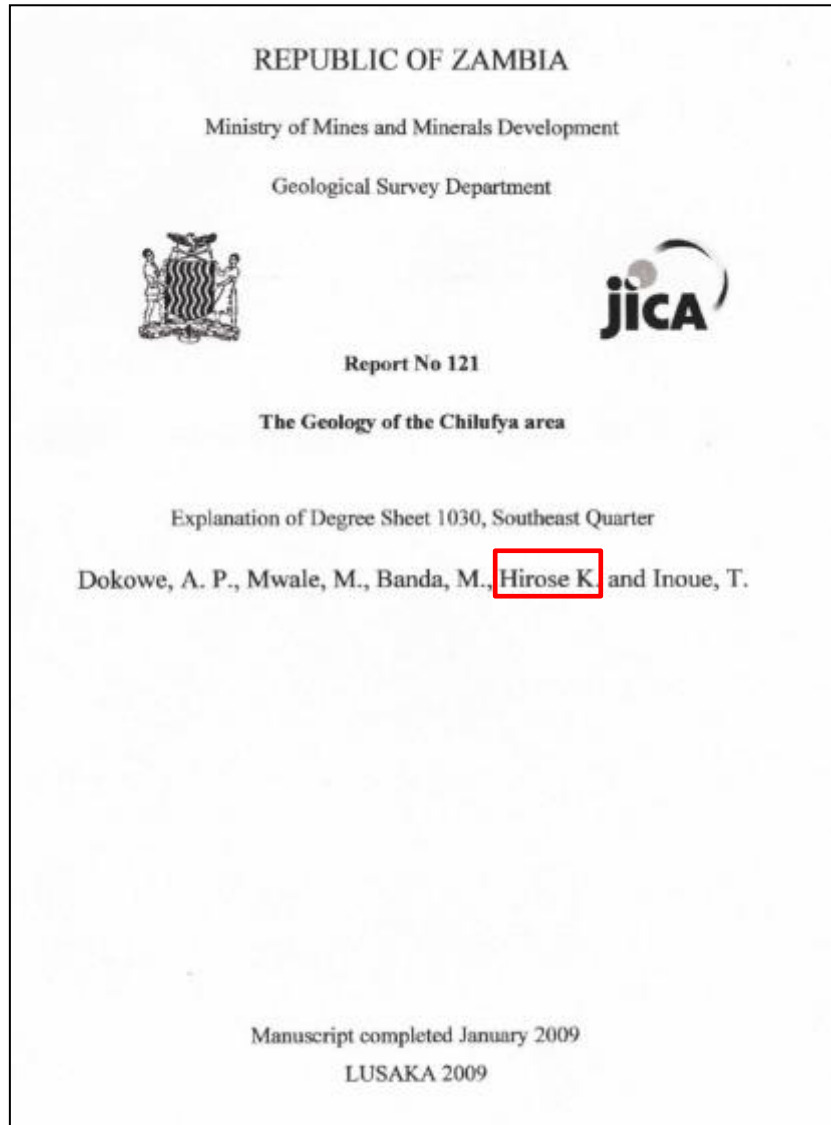 REPUBLIC OF ZAMBIA
Ministry of Mines and Minerals Development
Geological Survey Department
jica
Report No 121
The Geology of the Chilufya area
Explanation of Degree Sheet 1030, Southeast Quarter
Dokowe, A. P., Mwale, M., Banda, M., Hirose K. and Inoue, T.
Manuscript completed January 2009
LUSAKA 2009